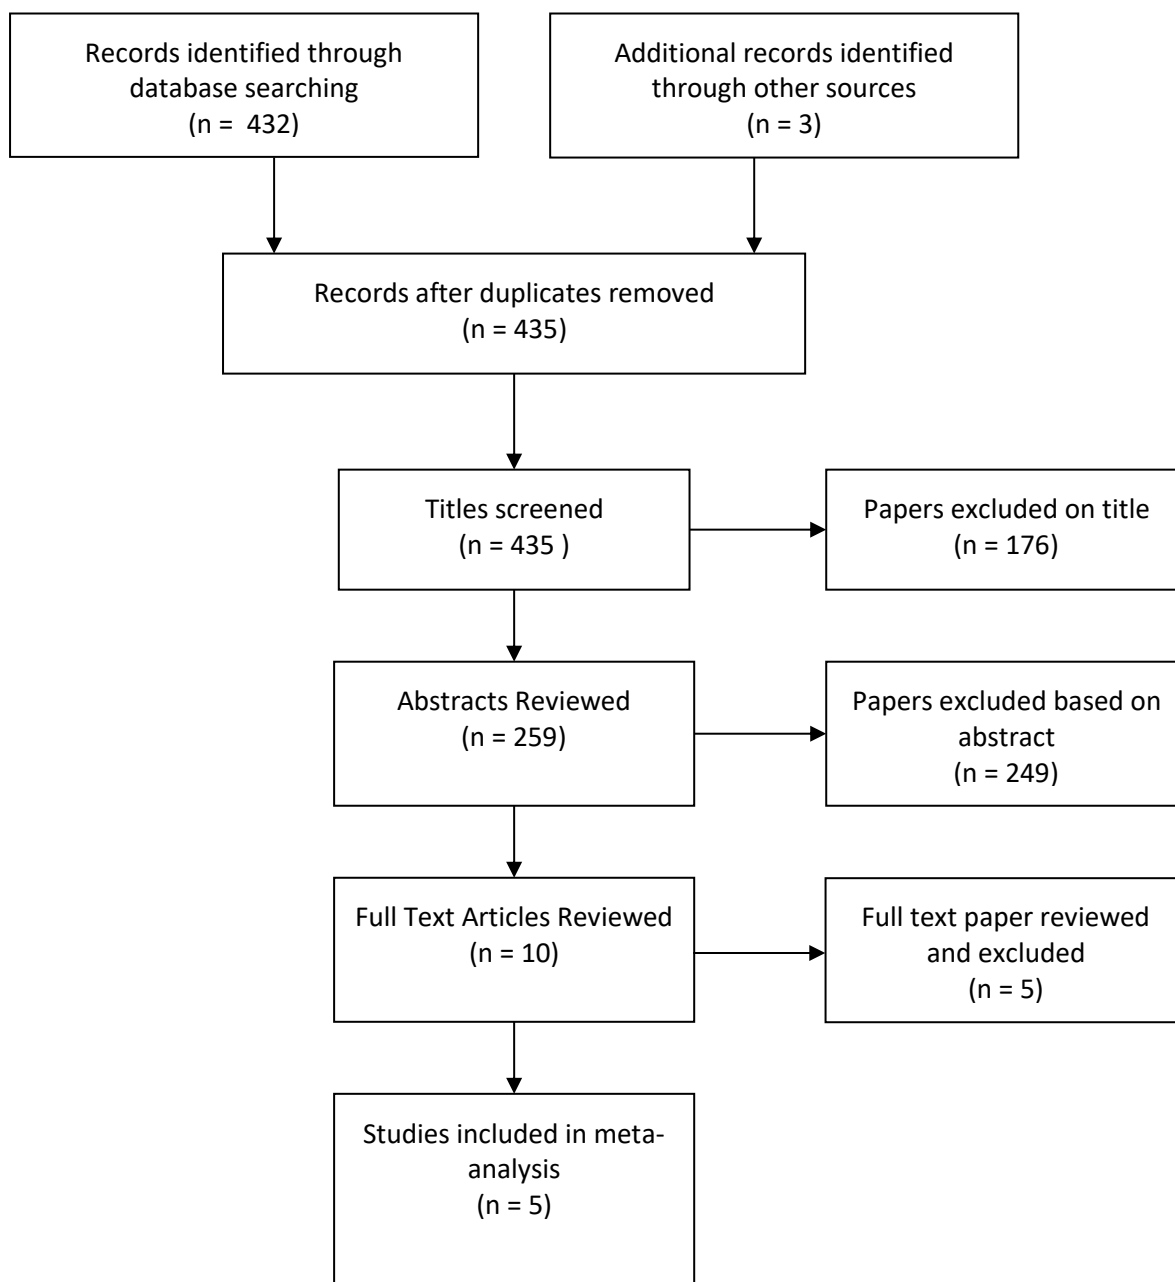 Records identified through
database searching
(n =  432)
Additional records identified
through other sources
(n = 3)
Records after duplicates removed
(n = 435)
Titles screened
(n = 435 )
Papers excluded on title
(n = 176)
Abstracts Reviewed
(n = 259)
Papers excluded based on
abstract
(n = 249)
Full Text Articles Reviewed
(n = 10)
Full text paper reviewed
and excluded
(n = 5)
Studies included in meta-
analysis
(n = 5)